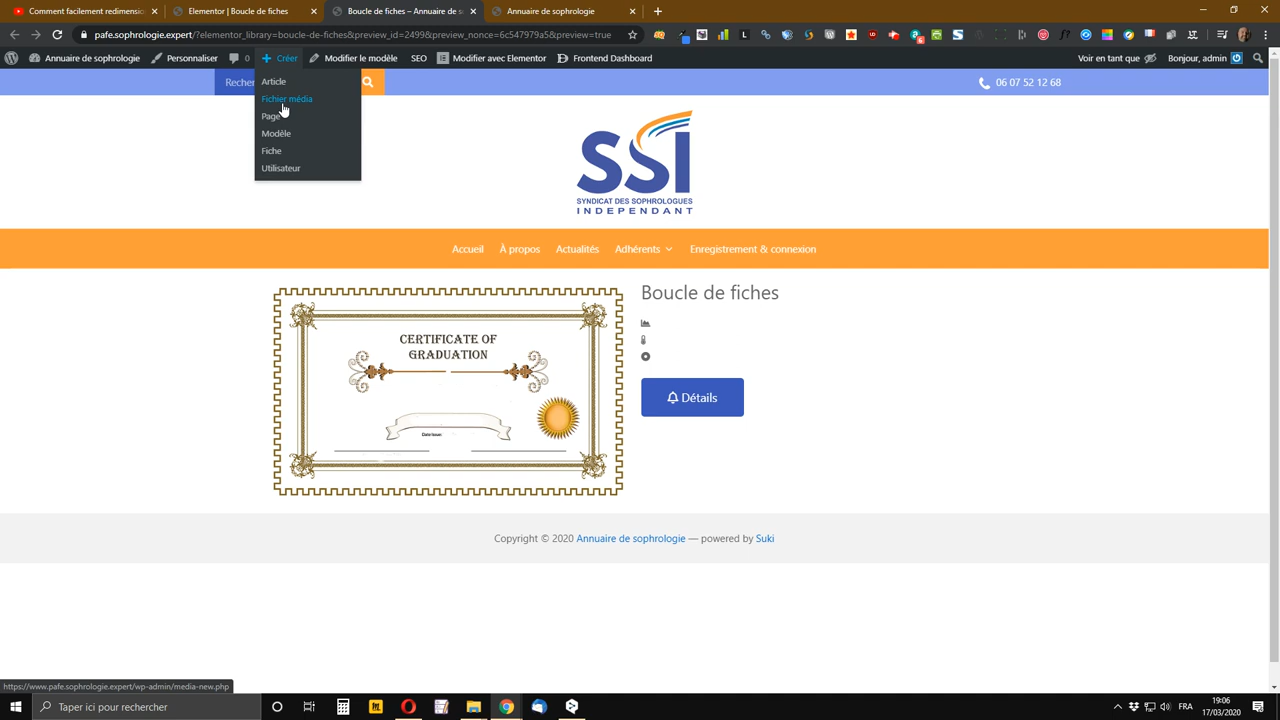 Comment facilement redimension
Elementor |
Boucle de fiches – Annuaire de s
Annuaire de sophrologie –
pafe.sophrologie.expert/?elementor_library=boucle-de-fiches&preview_id=2499&preview_nonce=6c547979a5&preview=true
Annuaire de sophrologie
Personnaliser
0
Créer
Modifier le modèle
SEO
Modifier avec Elementor
Frontend Dashboard
Voir en tant que
Bonjour, admin
Recher
06 07 52 12 68
Article
Fichier média
Page
Modèle
Fiche
Utilisateur
SSI
SYNDICAT DES SOPHROLOGUES
INDEPENDANT
Accueil
À propos
Actualités
Adhérents
Enregistrement & connexion
CERTIFICATE OF
GRADUATION
Date Issue:
Boucle de fiches
Détails
Copyright © 2020 Annuaire de sophrologie — powered by Suki
https://www.pafe.sophrologie.expert/wp-admin/media-new.php
Taper ici pour rechercher
FRA
19:06
17/03/2020